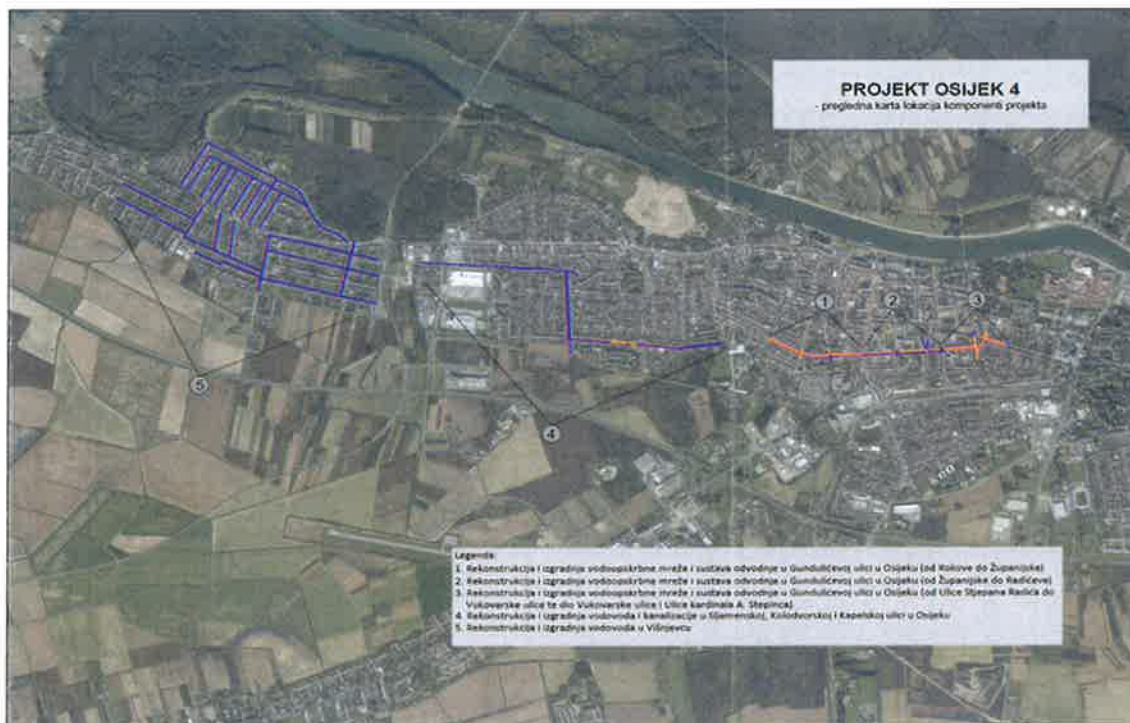 PROJEKT OSIJEK 4
- pregledna karta lokacija komponenti projekta
1
2
3
4
5
Legenda:
1. Rekonstrukcija i izgradnja vodoopskrbne mreže i sustava odvodnje u Gundulićevoj ulici u Osijeku (od Kokove do Županijske)
2. Rekonstrukcija i izgradnja vodoopskrbne mreže i sustava odvodnje u Gundulićevoj ulici u Osijeku (od Županijske do Radićeve)
3. Rekonstrukcija i izgradnja vodoopskrbne mreže i sustava odvodnje u Gundulićevoj ulici u Osijeku (od Ulice Stjepana Radića do
Vukovarske ulice te dio Vukovarske ulice i Ulice kardinala A. Stepinca)
4. Rekonstrukcija i izgradnja vodovoda i kanalizacije u Sljemenskoj, Kolodvorskoj i Kapelskoj ulici u Osijeku
5. Rekonstrukcija i izgradnja vodovoda u Višnjevcu